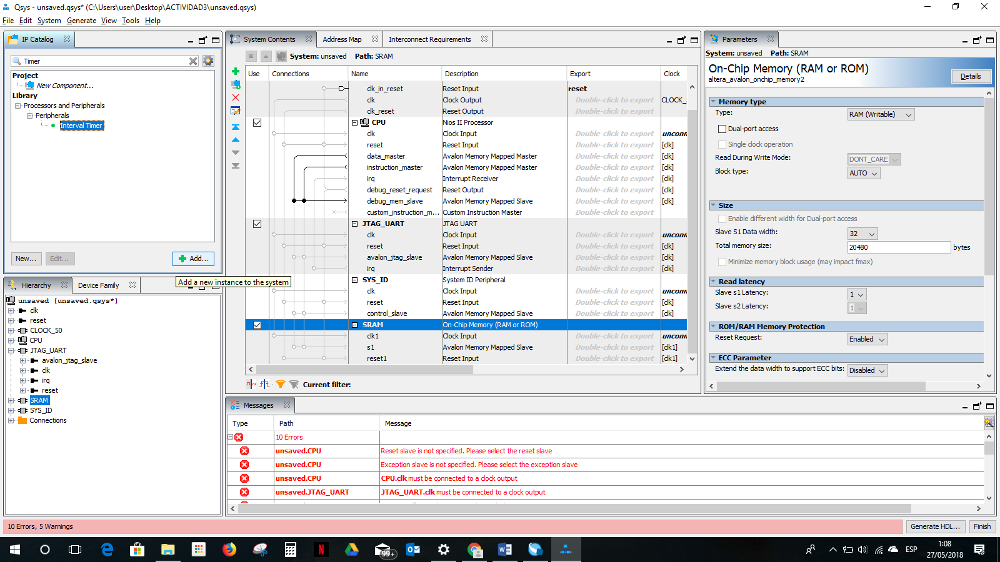 Qsys - unsaved.qsys* (C:\Users\user\Desktop\ACTIVIDAD3\unsaved.qsys)
File Edit System Generate View Tools Help
IP Catalog
Timer
Project
New Component...
Library
Processors and Peripherals
Peripherals
Interval Timer
New... Edit... Add...
Add a new instance to the system
Hierarchy Device Family
unsaved [unsaved.qsys*]
clk
reset
CLOCK_50
CPU
JTAG_UART
avalon_jtag_slave
clk
irq
reset
SRAM
SYS_ID
Connections
System Contents Address Map Interconnect Requirements
System: unsaved Path: SRAM
Use Connections Name Description Export Clock
clk_in_reset Reset Input reset
clk Clock Output Double-click to export CLOCK_
clk_reset Reset Output Double-click to export
CPU Nios II Processor
clk Clock Input Double-click to export unconn
reset Reset Input Double-click to export [clk]
data_master Avalon Memory Mapped Master Double-click to export [clk]
instruction_master Avalon Memory Mapped Master Double-click to export [clk]
irq Interrupt Receiver Double-click to export [clk]
debug_reset_request Reset Output Double-click to export [clk]
debug_mem_slave Avalon Memory Mapped Slave Double-click to export [clk]
custom_instruction_m... Custom Instruction Master Double-click to export
JTAG_UART JTAG UART
clk Clock Input Double-click to export unconn
reset Reset Input Double-click to export [clk]
avalon_jtag_slave Avalon Memory Mapped Slave Double-click to export [clk]
irq Interrupt Sender Double-click to export [clk]
SYS_ID System ID Peripheral
clk Clock Input Double-click to export unconn
reset Reset Input Double-click to export [clk]
control_slave Avalon Memory Mapped Slave Double-click to export [clk]
SRAM On-Chip Memory (RAM or ROM)
clk1 Clock Input Double-click to export unconn
s1 Avalon Memory Mapped Slave Double-click to export [clk1]
reset1 Reset Input Double-click to export [clk1]
Current filter:
Parameters
System: unsaved Path: SRAM
On-Chip Memory (RAM or ROM)
altera_avalon_onchip_memory2
Details
Memory type
Type: RAM (Writable)
Dual-port access
Single clock operation
Read During Write Mode: DONT_CARE
Block type: AUTO
Size
Enable different width for Dual-port access
Slave S1 Data width: 32
Total memory size: 20480 bytes
Minimize memory block usage (may impact fmax)
Read latency
Slave s1 Latency: 1
Slave s2 Latency: 1
ROM/RAM Memory Protection
Reset Request: Enabled
ECC Parameter
Extend the data width to support ECC bits: Disabled
Messages
Type Path Message
10 Errors
unsaved.CPU Reset slave is not specified. Please select the reset slave
unsaved.CPU Exception slave is not specified. Please select the exception slave
unsaved.CPU CPU.clk must be connected to a clock output
unsaved.JTAG_UART JTAG_UART.clk must be connected to a clock output
10 Errors, 5 Warnings
Generate HDL... Finish
99+
ESP
1:08
27/05/2018